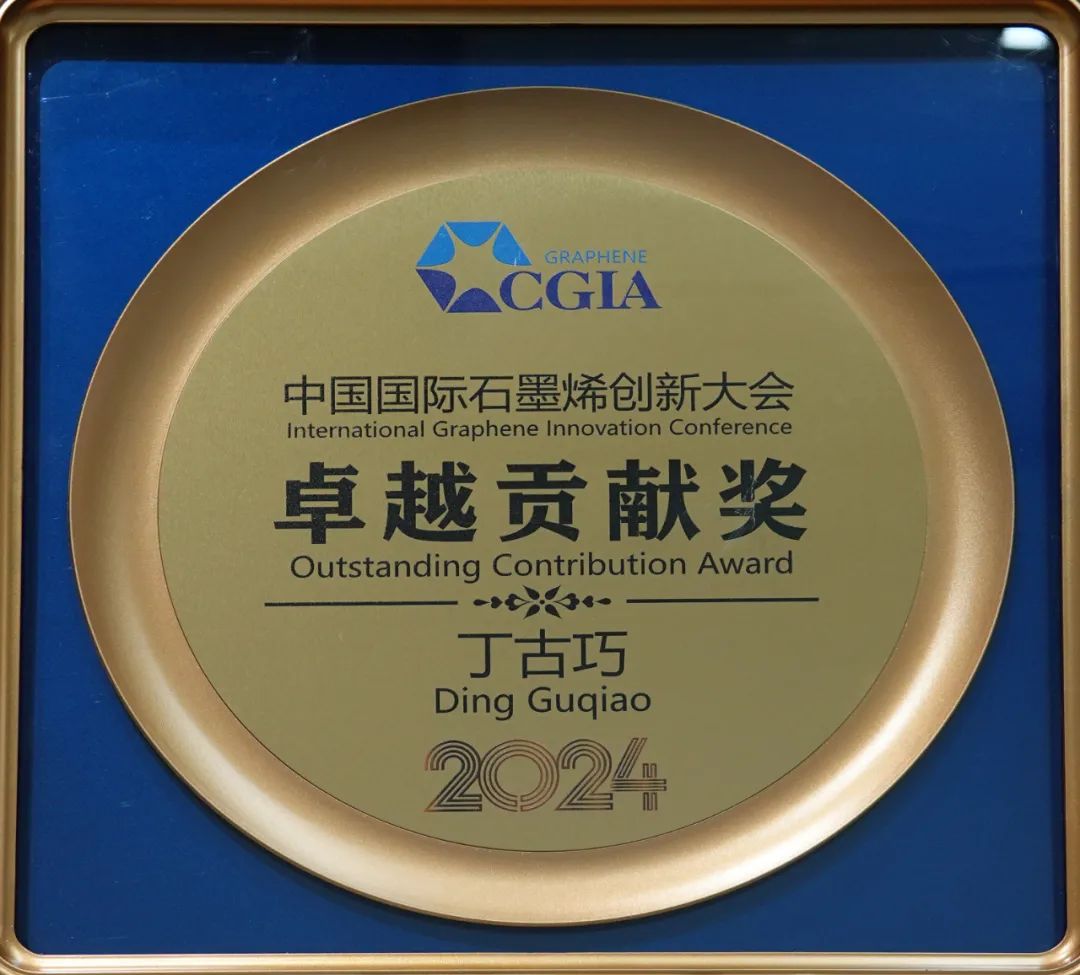 GRAPHENE
CGIA
中国国际石墨烯创新大会
International Graphene Innovation Conference
卓越贡献奖
Outstanding Contribution Award
丁古巧
Ding Guqiao
2024